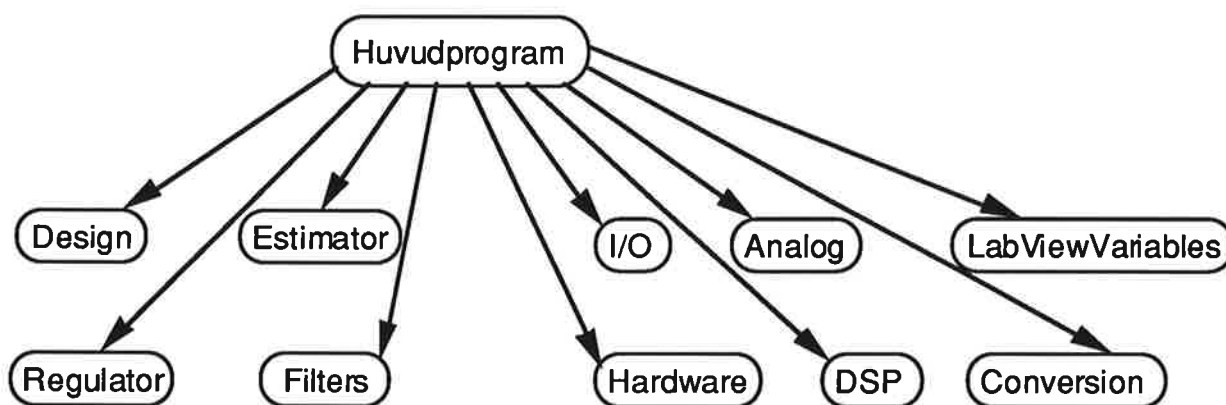 Huvudprogram
Design
Estimator
I/O
Analog
LabViewVariables
Regulator
Filters
Hardware
DSP
Conversion